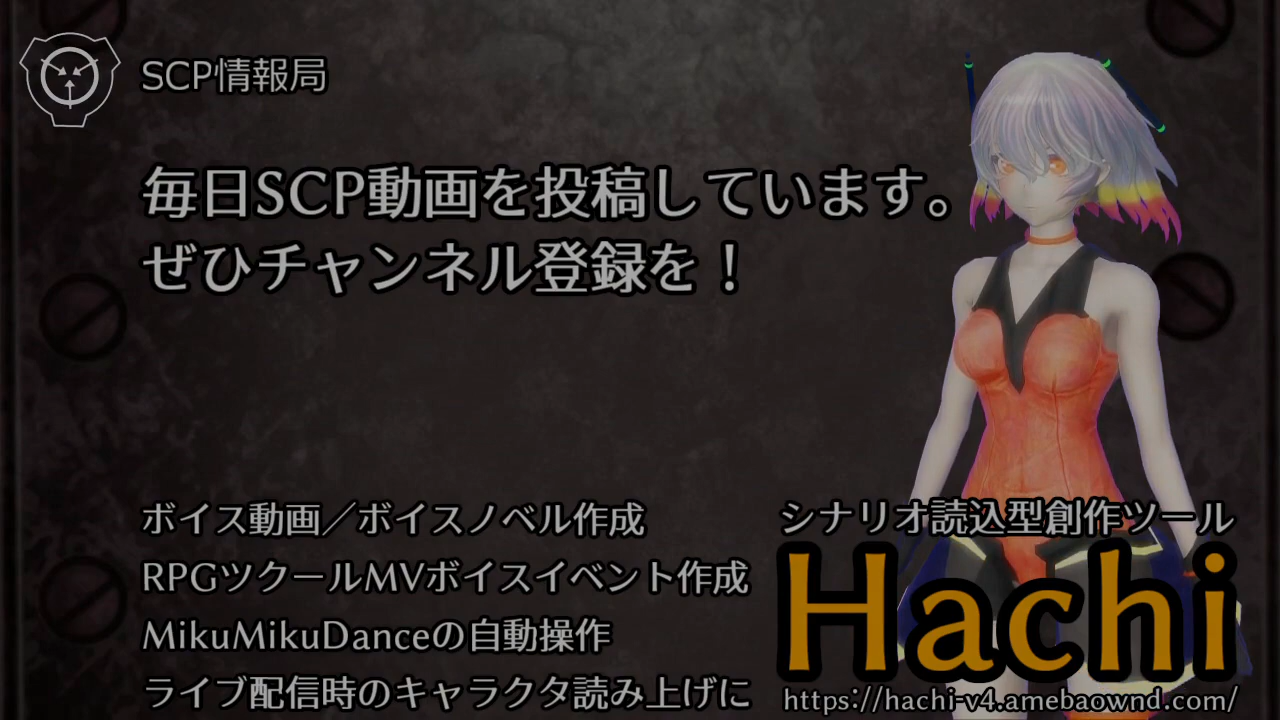 SCP情報局
毎日SCP動画を投稿しています。
ぜひチャンネル登録を！
ボイス動画／ボイスノベル作成
RPGツクールMVボイスイベント作成
MikuMikuDanceの自動操作
ライブ配信時のキャラクタ読み上げに
シナリオ読込型創作ツール
Hachi
https://hachi-v4.amebaownd.com/